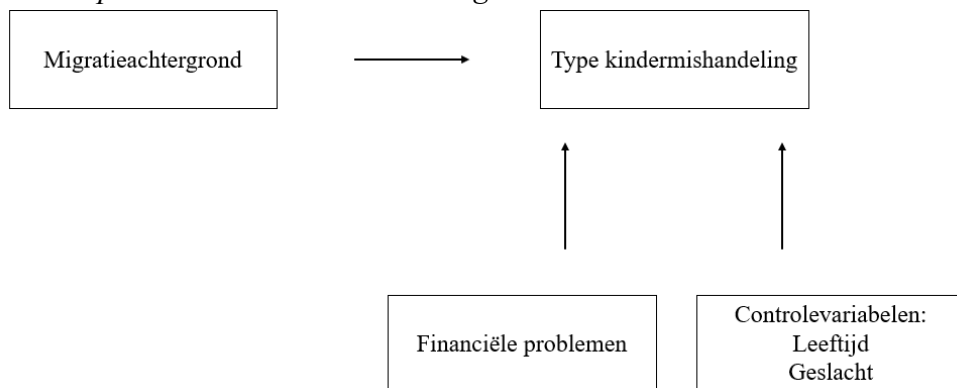 Migratieachtergrond
Type kindermishandeling
Financiële problemen
Controlevariabelen:
Leeftijd
Geslacht